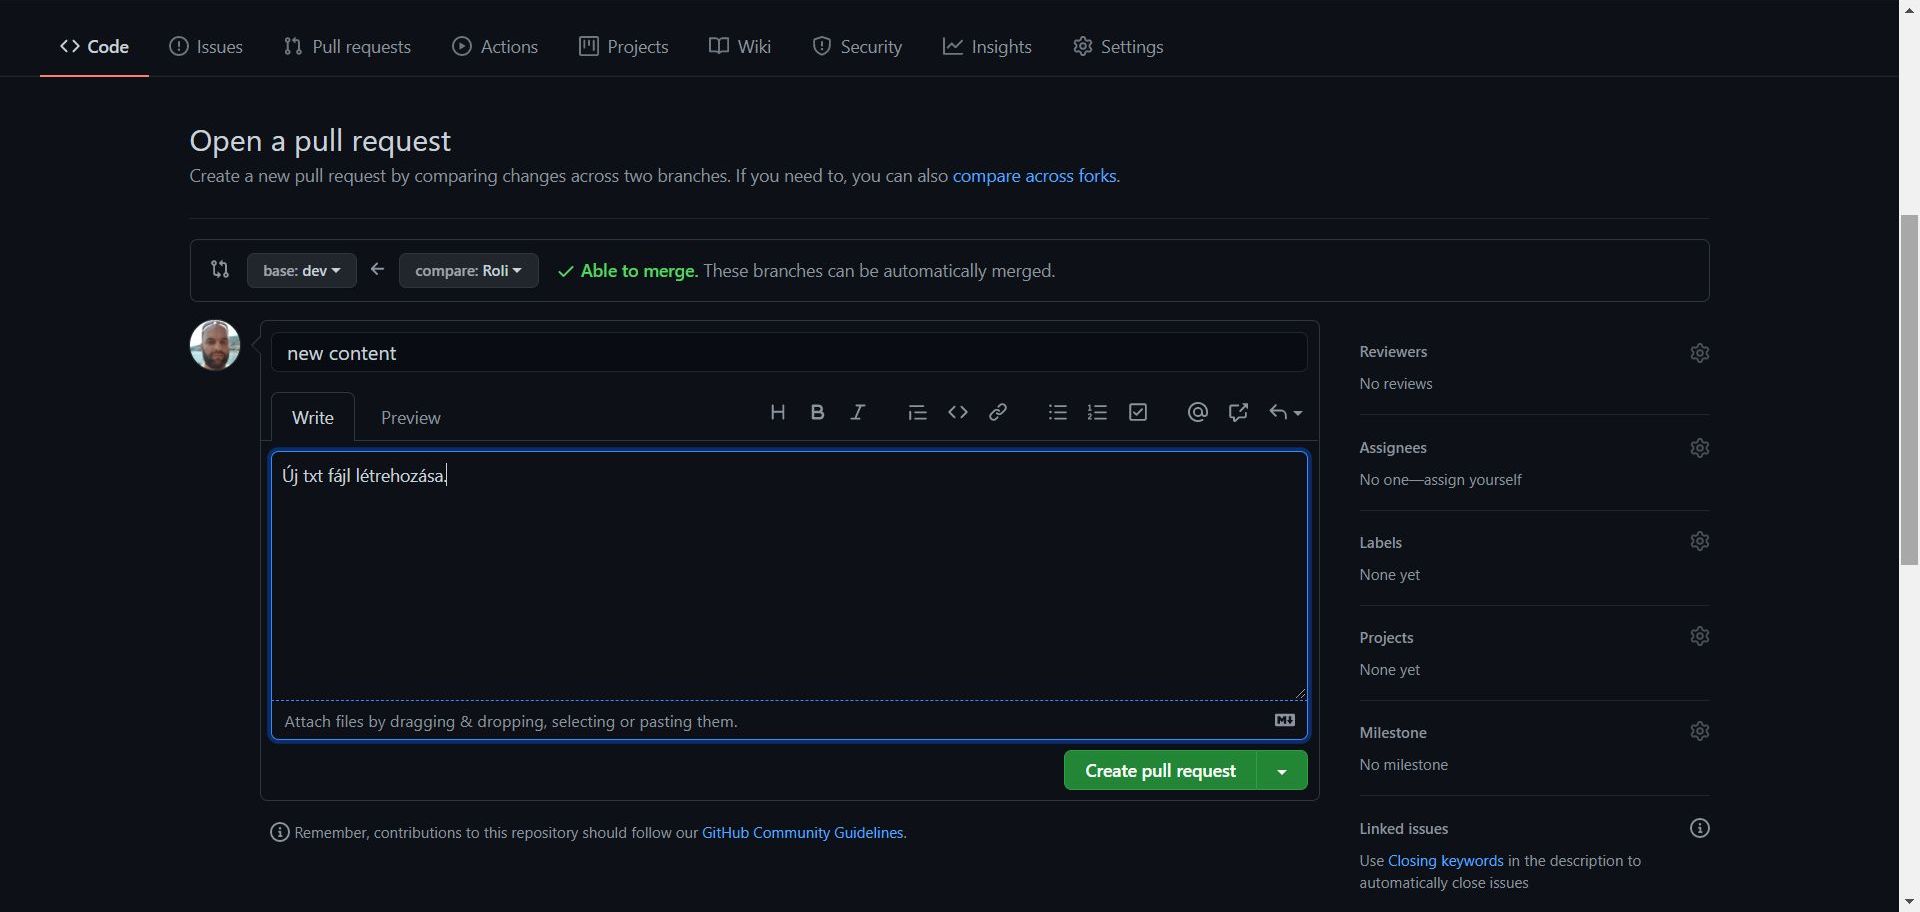 Code Issues Pull requests Actions Projects Wiki Security Insights Settings
Open a pull request
Create a new pull request by comparing changes across two branches. If you need to, you can also compare across forks.
base: dev compare: Roli Able to merge. These branches can be automatically merged.
new content
Write Preview H B I
Új txt fájl létrehozása.
Attach files by dragging & dropping, selecting or pasting them.
Create pull request
Remember, contributions to this repository should follow our GitHub Community Guidelines.
Reviewers
No reviews
Assignees
No one—assign yourself
Labels
None yet
Projects
None yet
Milestone
No milestone
Linked issues
Use Closing keywords in the description to
automatically close issues